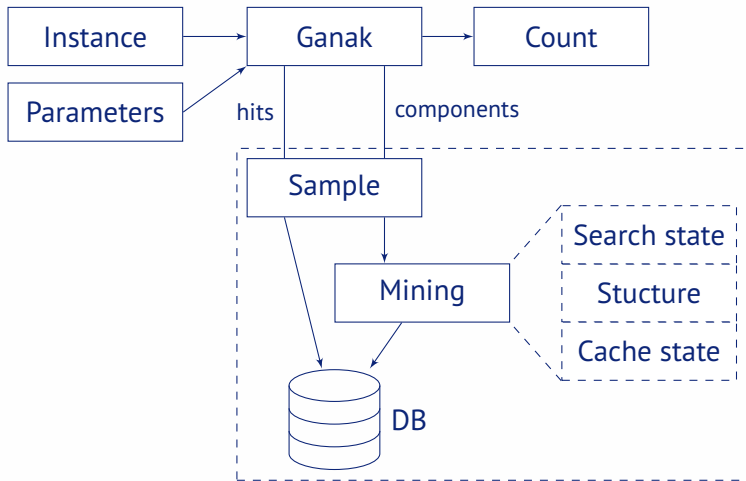 Instance
Ganak
Count
Parameters
hits
components
Sample
Search state
Mining
Stucture
Cache state
DB